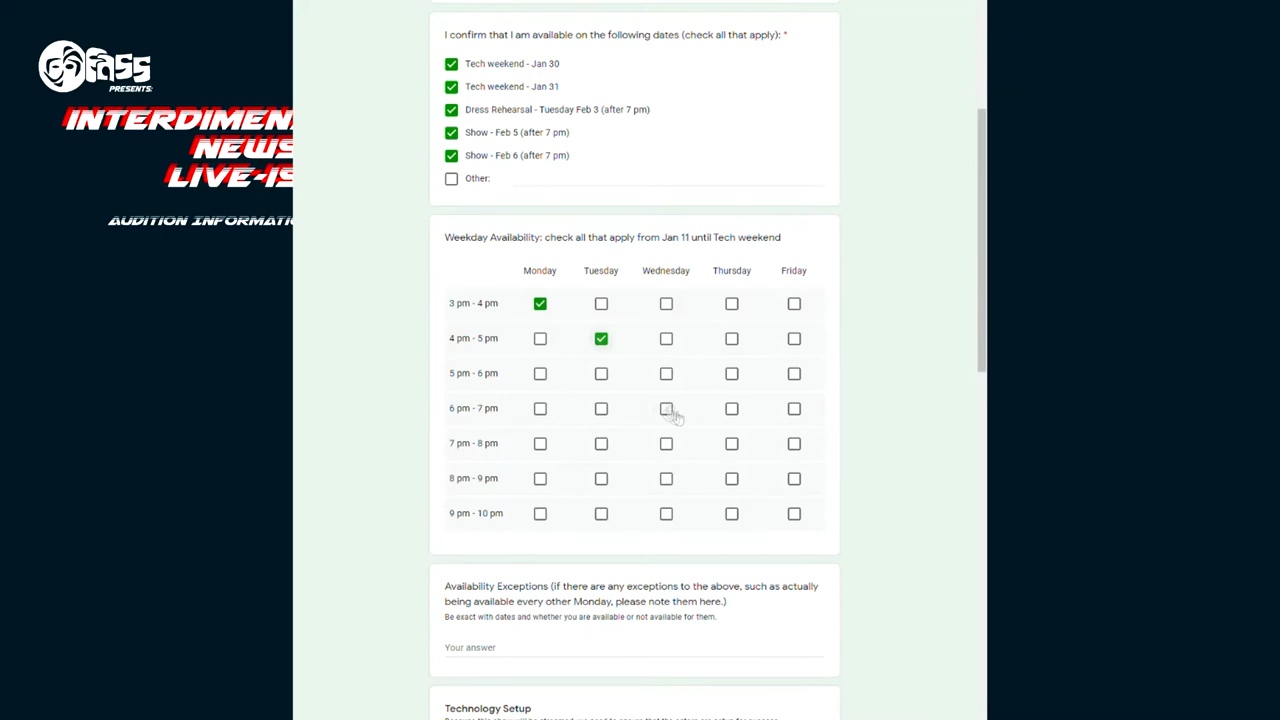 FASS
PRESENTS:
INTERDIMEN
NEWS
LIVE-IS
AUDITION INFORMATI
I confirm that I am available on the following dates (check all that apply): *
Tech weekend - Jan 30
Tech weekend - Jan 31
Dress Rehearsal - Tuesday Feb 3 (after 7 pm)
Show - Feb 5 (after 7 pm)
Show - Feb 6 (after 7 pm)
Other:
Weekday Availability: check all that apply from Jan 11 until Tech weekend
Monday Tuesday Wednesday Thursday Friday
3 pm - 4 pm
4 pm - 5 pm
5 pm - 6 pm
6 pm - 7 pm
7 pm - 8 pm
8 pm - 9 pm
9 pm - 10 pm
Availability Exceptions (if there are any exceptions to the above, such as actually
being available every other Monday, please note them here.)
Be exact with dates and whether you are available or not available for them.
Your answer
Technology Setup